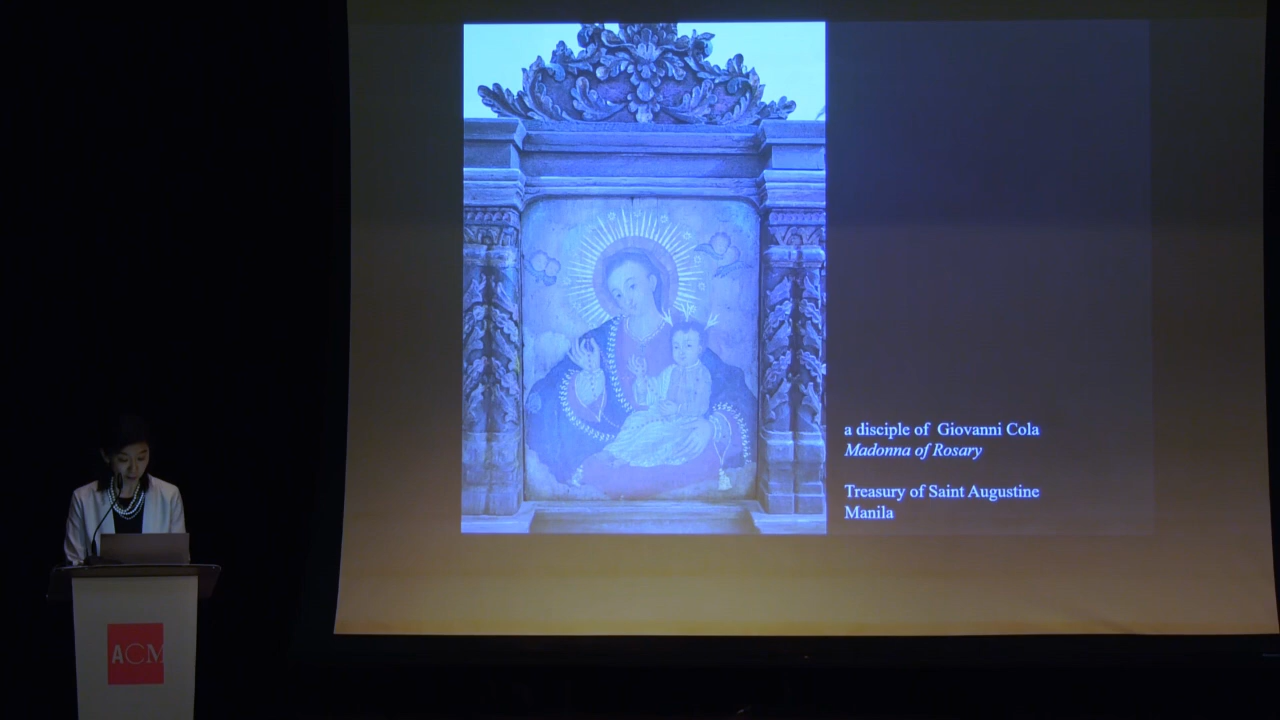 a disciple of Giovanni Cola
Madonna of Rosary
Treasury of Saint Augustine
Manila
ACM